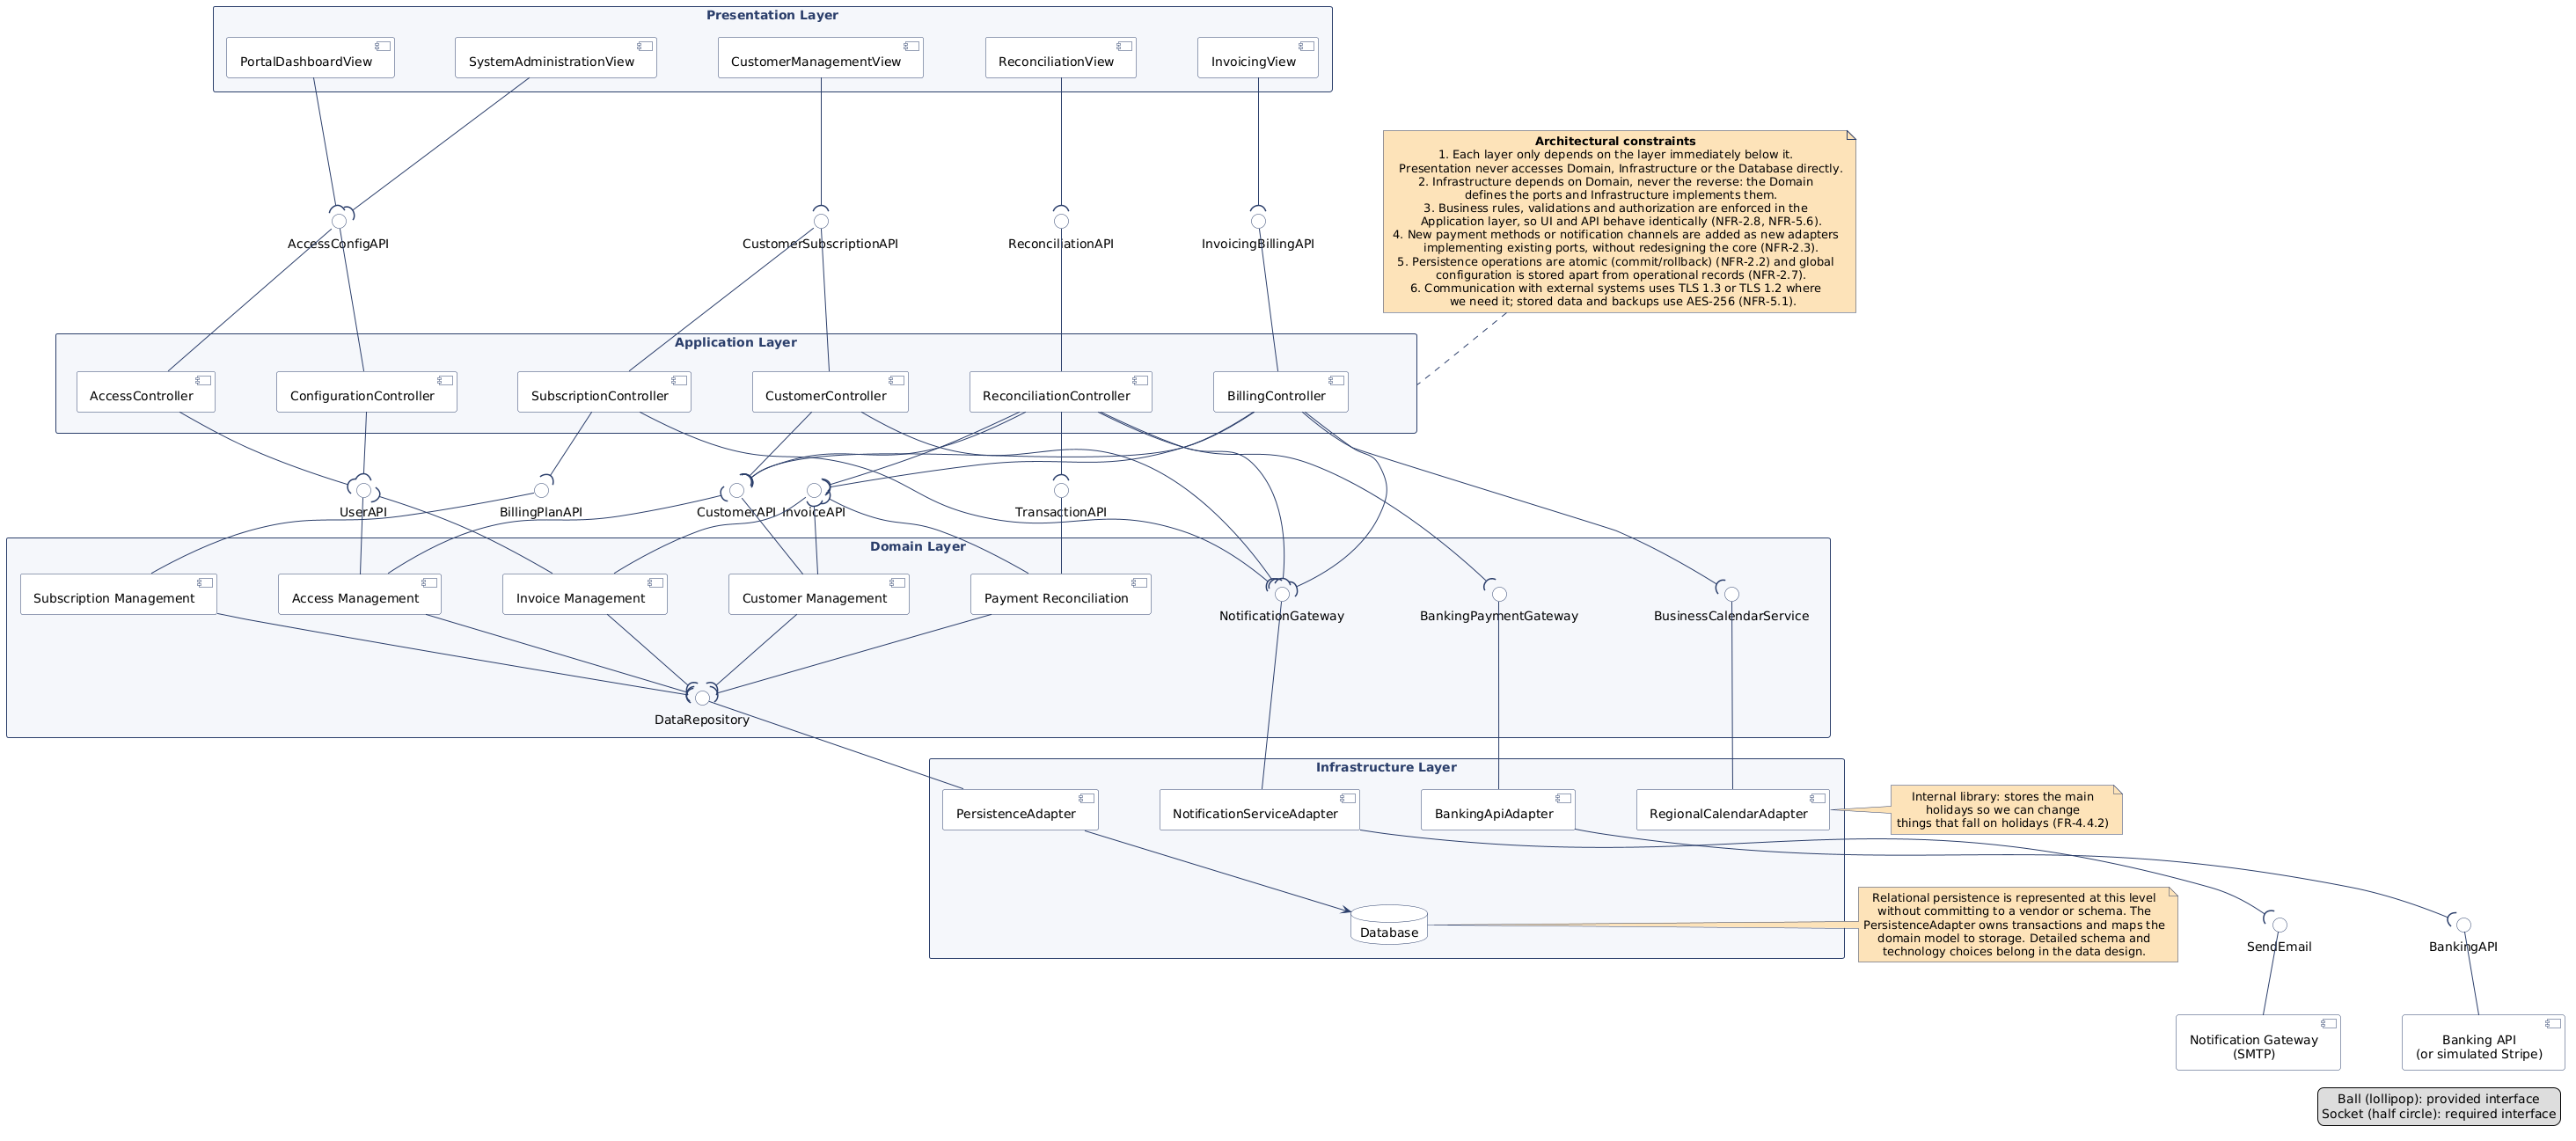 Presentation Layer
PortalDashboardView
SystemAdministrationView
CustomerManagementView
ReconciliationView
InvoicingView
Architectural constraints
1. Each layer only depends on the layer immediately below it.
Presentation never accesses Domain, Infrastructure or the Database directly.
2. Infrastructure depends on Domain, never the reverse: the Domain
defines the ports and Infrastructure implements them.
3. Business rules, validations and authorization are enforced in the
Application layer, so UI and API behave identically (NFR-2.8, NFR-5.6).
4. New payment methods or notification channels are added as new adapters
implementing existing ports, without redesigning the core (NFR-2.3).
5. Persistence operations are atomic (commit/rollback) (NFR-2.2) and global
configuration is stored apart from operational records (NFR-2.7).
6. Communication with external systems uses TLS 1.3 or TLS 1.2 where
we need it; stored data and backups use AES-256 (NFR-5.1).
AccessConfigAPI
CustomerSubscriptionAPI
ReconciliationAPI
InvoicingBillingAPI
Application Layer
AccessController
ConfigurationController
SubscriptionController
CustomerController
ReconciliationController
BillingController
UserAPI
BillingPlanAPI
CustomerAPI
InvoiceAPI
TransactionAPI
Domain Layer
Subscription Management
Access Management
Invoice Management
Customer Management
Payment Reconciliation
NotificationGateway
BankingPaymentGateway
BusinessCalendarService
DataRepository
Infrastructure Layer
PersistenceAdapter
NotificationServiceAdapter
BankingApiAdapter
RegionalCalendarAdapter
Internal library: stores the main
holidays so we can change
things that fall on holidays (FR-4.4.2)
Database
Relational persistence is represented at this level
without committing to a vendor or schema. The
PersistenceAdapter owns transactions and maps the
domain model to storage. Detailed schema and
technology choices belong in the data design.
SendEmail
BankingAPI
Notification Gateway
(SMTP)
Banking API
(or simulated Stripe)
Ball (lollipop): provided interface
Socket (half circle): required interface